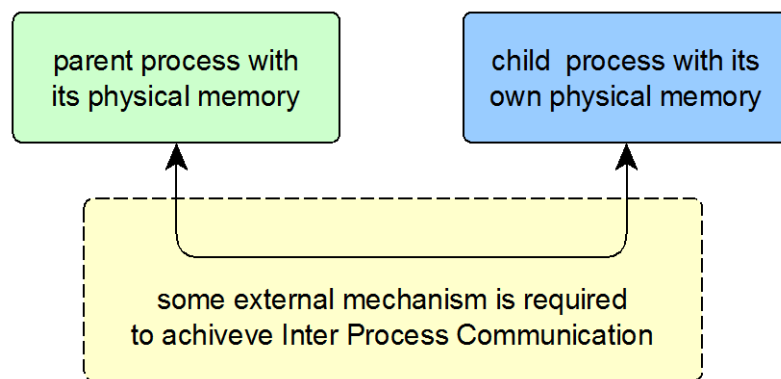 parent process with
its physical memory
child process with its
own physical memory
some external mechanism is required
to achiveve Inter Process Communication